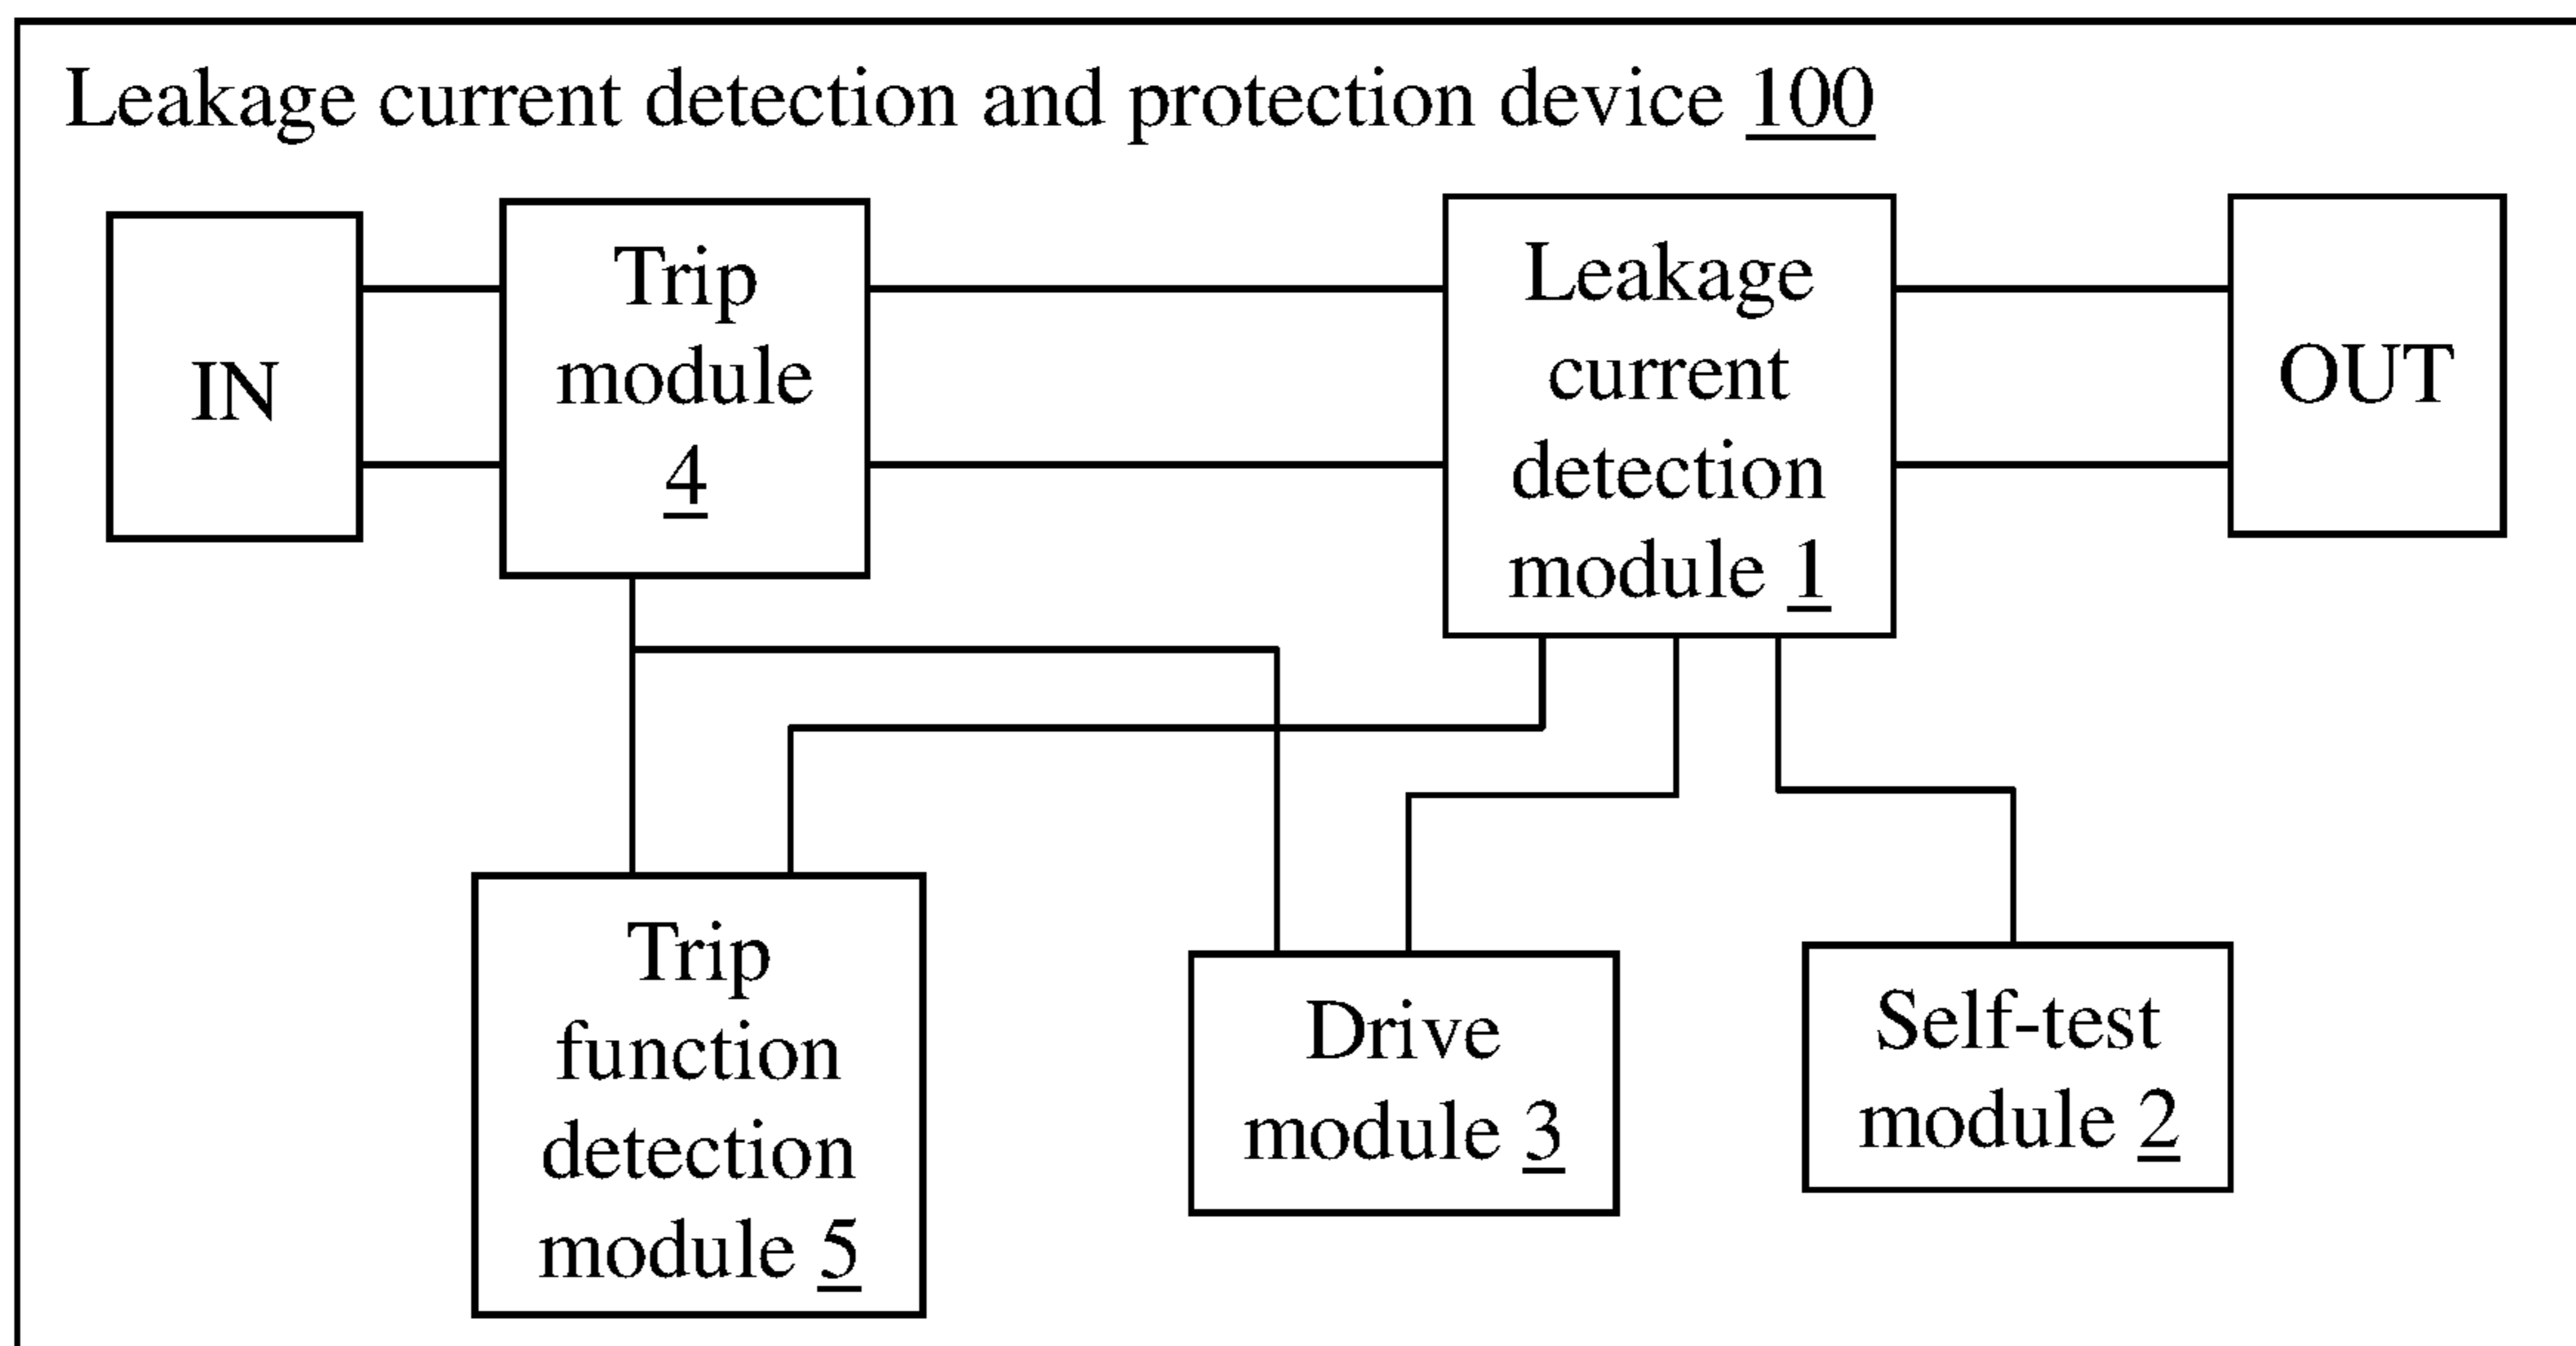 Leakage current detection and protection device 100
IN
Trip
module
4
Leakage
current
detection
module 1
OUT
Trip
function
detection
module 5
Drive
module 3
Self-test
module 2